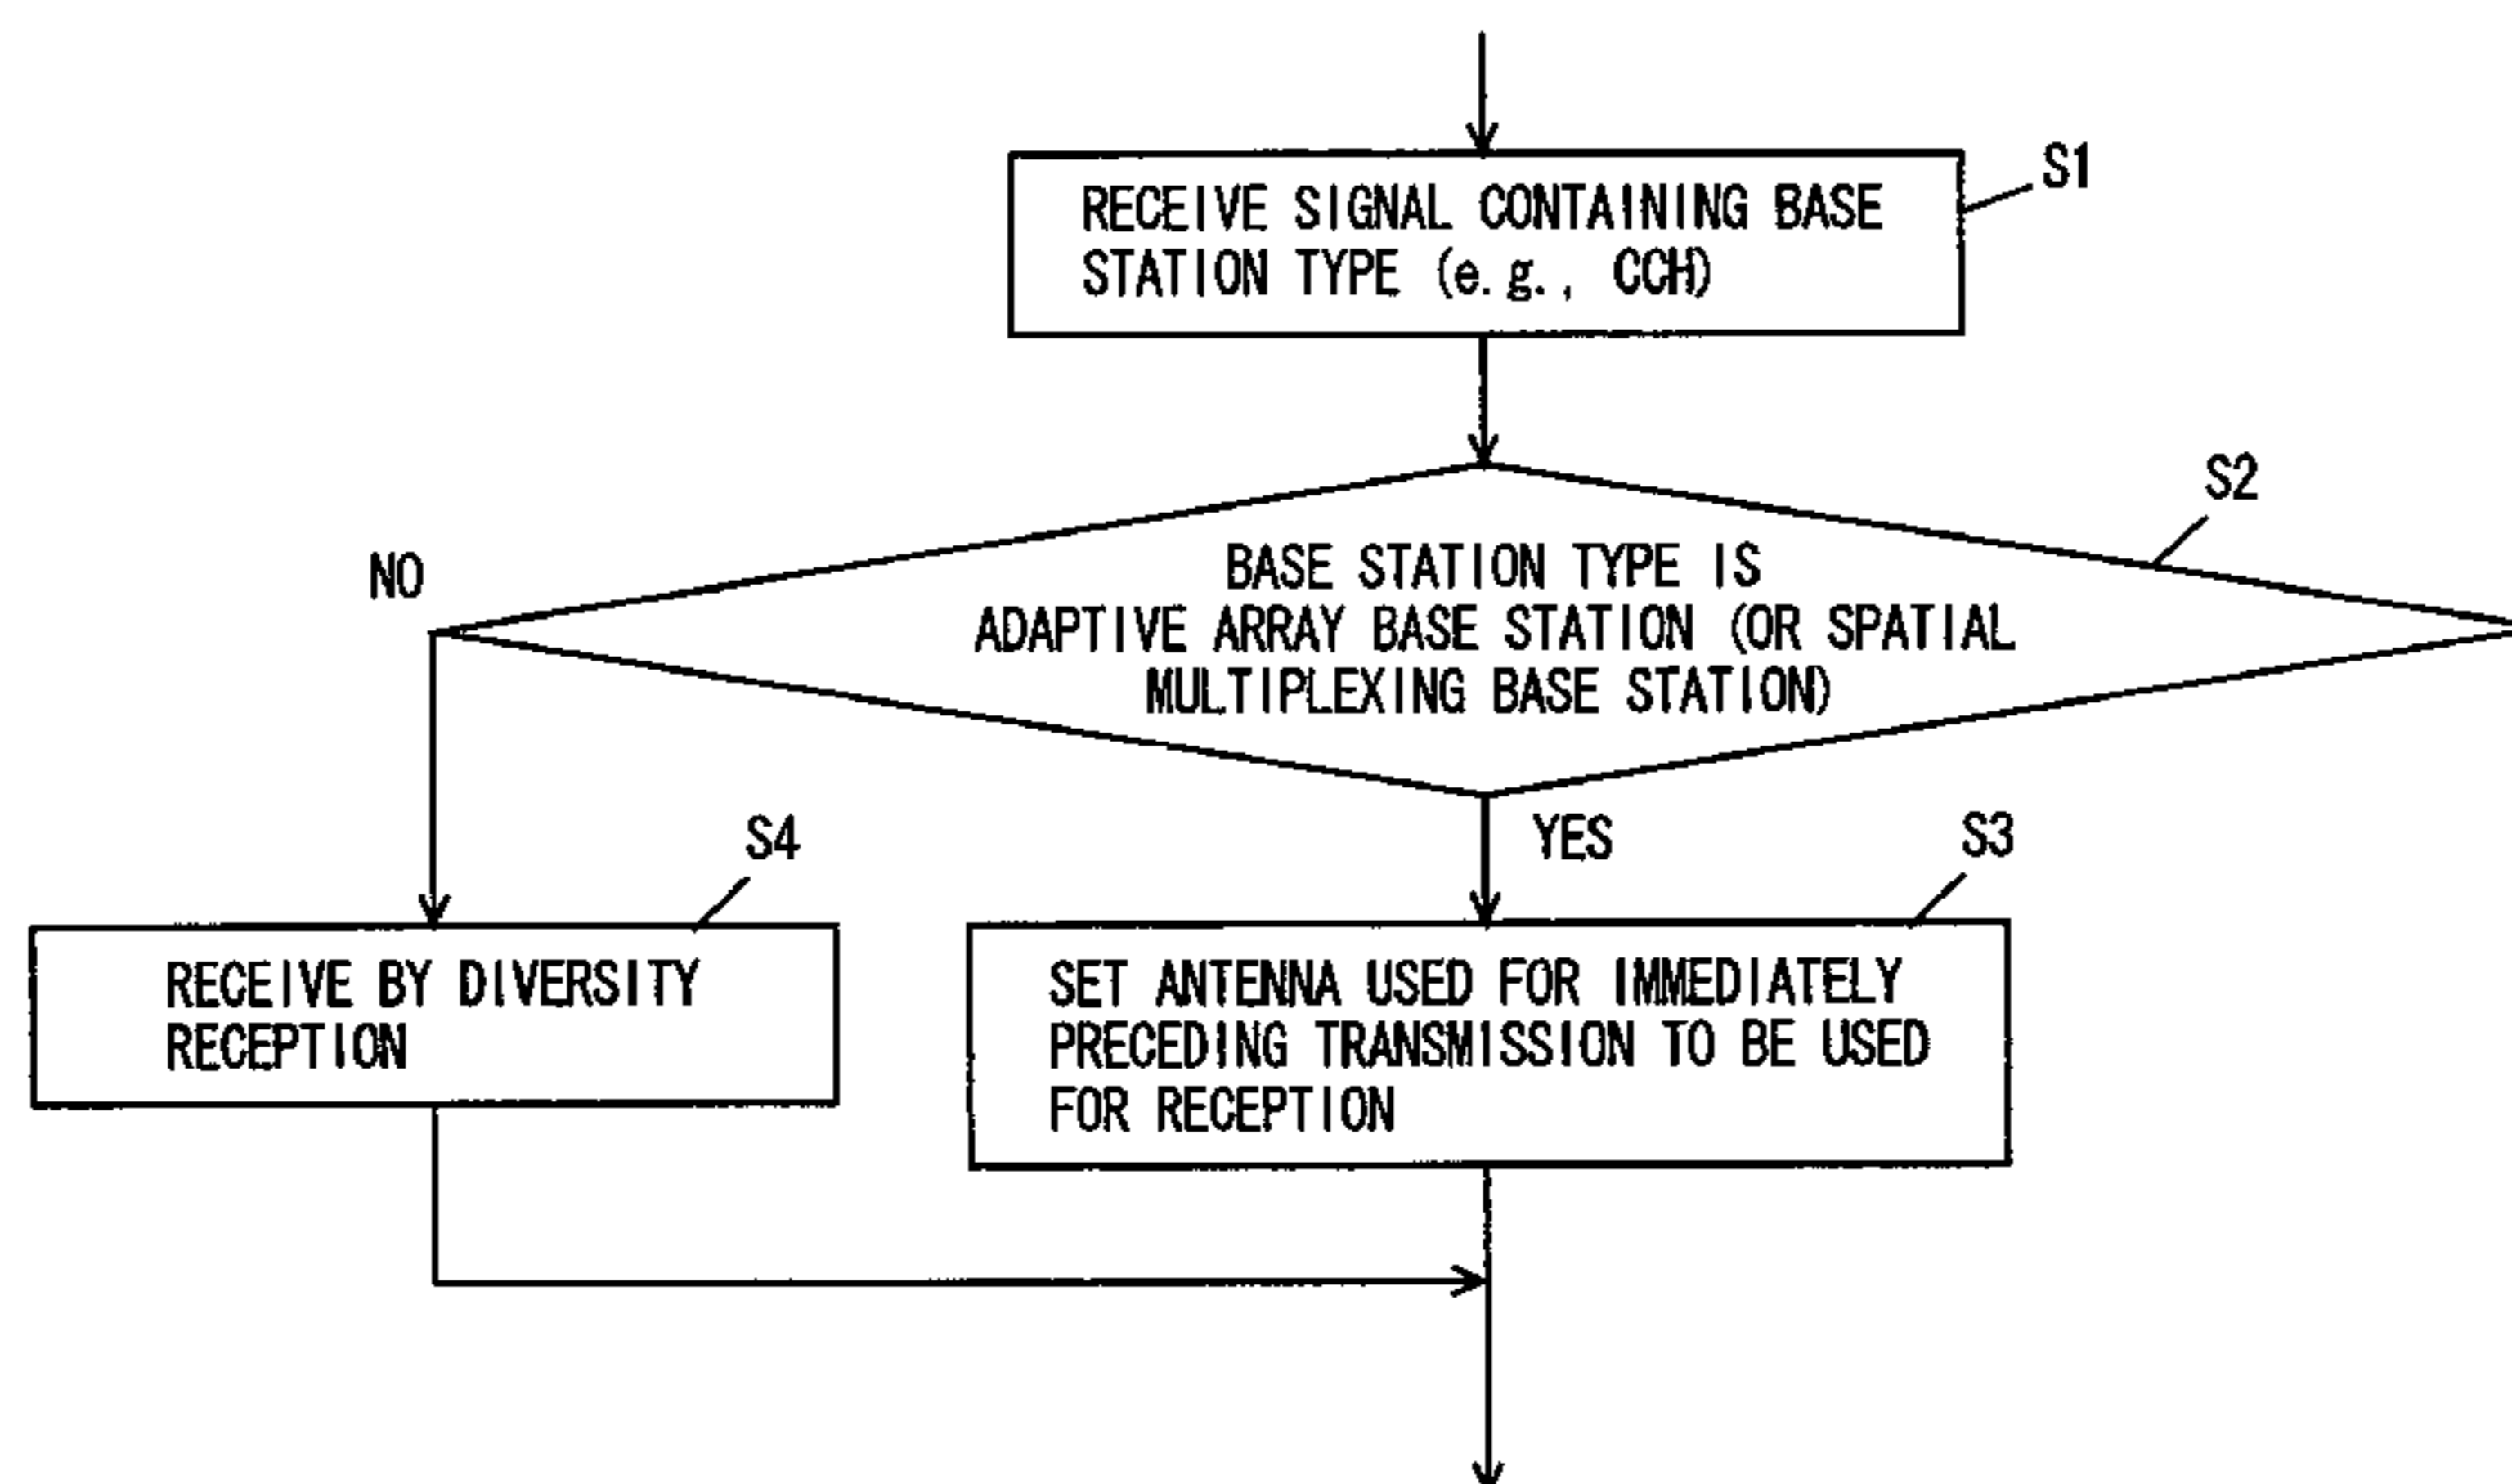 RECEIVE SIGNAL CONTAINING BASE
STATION TYPE (e.g., CCH)
S1
S2
NO
BASE STATION TYPE IS
ADAPTIVE ARRAY BASE STATION (OR SPATIAL
MULTIPLEXING BASE STATION)
YES
S4
S3
RECEIVE BY DIVERSITY
RECEPTION
SET ANTENNA USED FOR IMMEDIATELY
PRECEDING TRANSMISSION TO BE USED
FOR RECEPTION